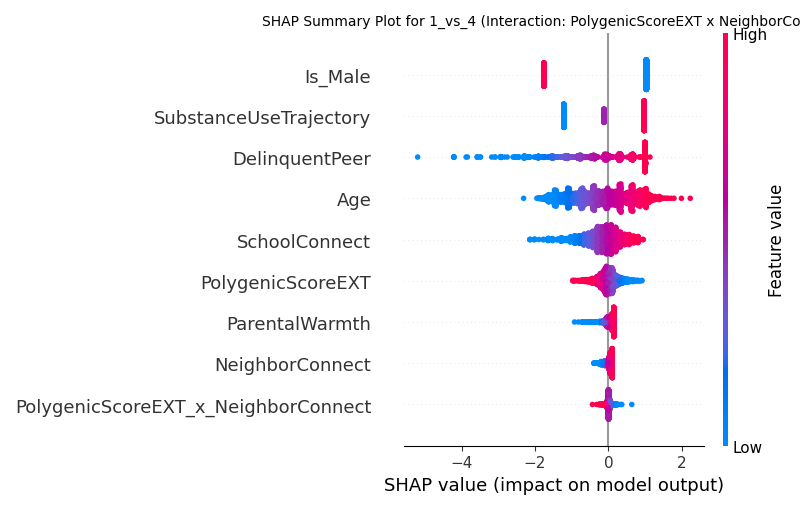 SHAP Summary Plot for 1_vs_4 (Interaction: PolygenicScoreEXT x NeighborCo
High
Is_Male
SubstanceUseTrajectory
DelinquentPeer
Age
SchoolConnect
PolygenicScoreEXT
ParentalWarmth
NeighborConnect
PolygenicScoreEXT_x_NeighborConnect
Feature value
Low
−4 −2 0 2
SHAP value (impact on model output)